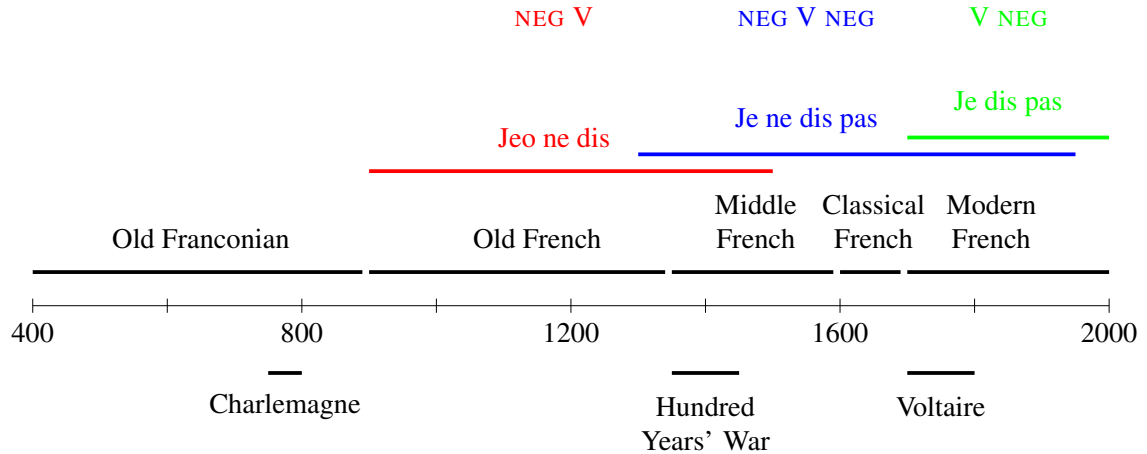 NEG V NEG V NEG V NEG
Je dis pas
Je ne dis pas
Jeo ne dis
Middle Classical Modern
Old Franconian Old French French French French
400 800 1200 1600 2000
Charlemagne Hundred Voltaire
Years' War